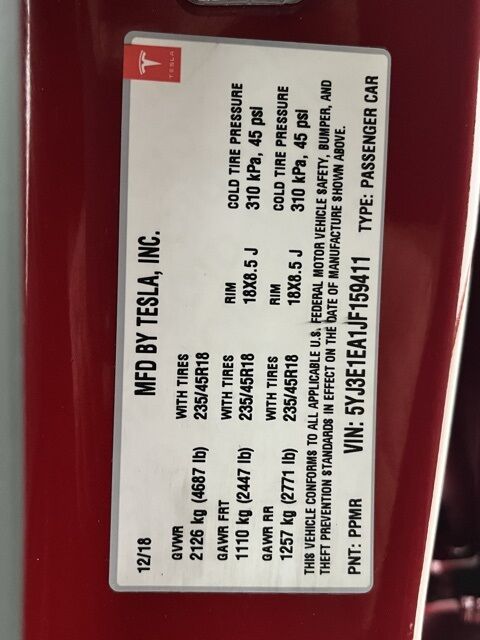 TESLA
12/18 MFD BY TESLA, INC.
GVWR WITH TIRES
2126 kg (4687 lb) 235/45R18
GAWR FRT WITH TIRES RIM COLD TIRE PRESSURE
1110 kg (2447 lb) 235/45R18 18X8.5 J 310 kPa, 45 psi
GAWR RR WITH TIRES RIM COLD TIRE PRESSURE
1257 kg (2771 lb) 235/45R18 18X8.5 J 310 kPa, 45 psi
THIS VEHICLE CONFORMS TO ALL APPLICABLE U.S. FEDERAL MOTOR VEHICLE SAFETY, BUMPER, AND
THEFT PREVENTION STANDARDS IN EFFECT ON THE DATE OF MANUFACTURE SHOWN ABOVE.
PNT: PPMR VIN: 5YJ3E1EA1JF159411 TYPE: PASSENGER CAR